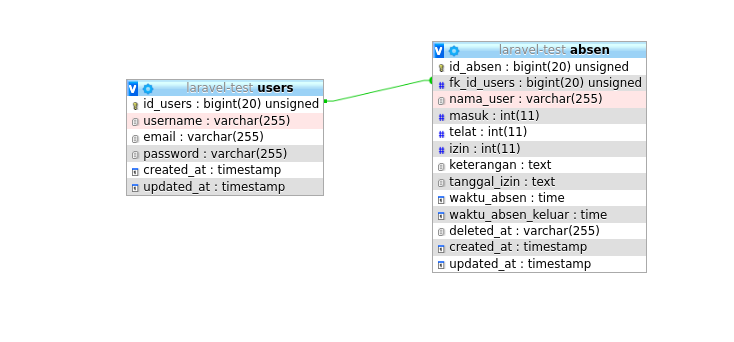 laravel-test users
id_users : bigint(20) unsigned
username : varchar(255)
email : varchar(255)
password : varchar(255)
created_at : timestamp
updated_at : timestamp
laravel-test absen
id_absen : bigint(20) unsigned
fk_id_users : bigint(20) unsigned
nama_user : varchar(255)
masuk : int(11)
telat : int(11)
izin : int(11)
keterangan : text
tanggal_izin : text
waktu_absen : time
waktu_absen_keluar : time
deleted_at : varchar(255)
created_at : timestamp
updated_at : timestamp